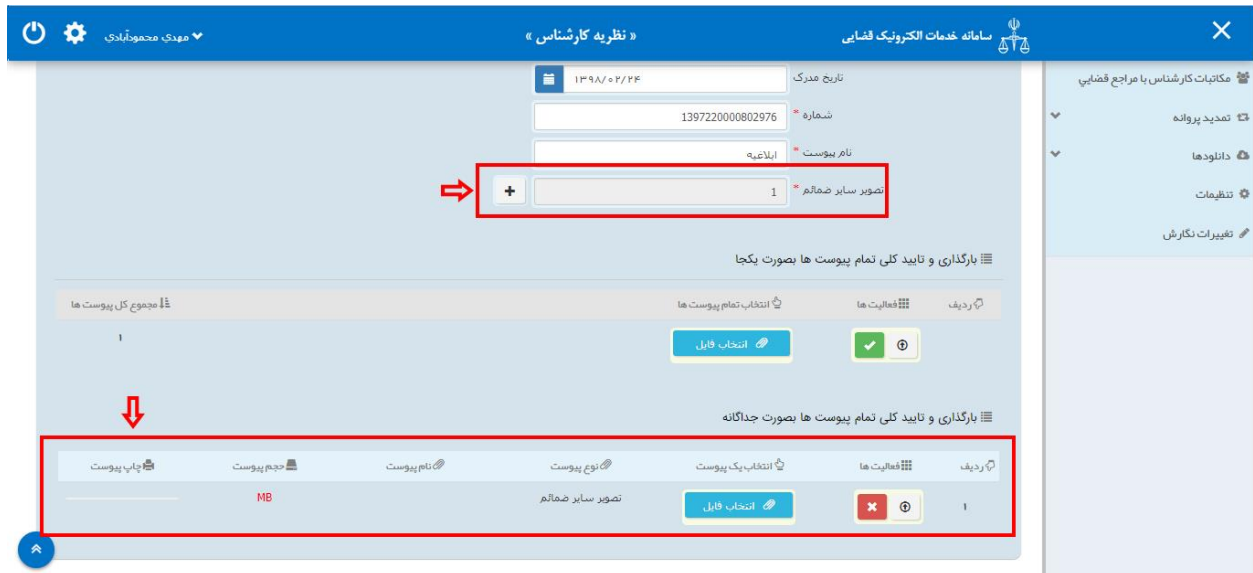 سامانه خدمات الکترونیک قضایی
« نظریه کارشناس »
مهدي محمودآبادي
مکاتبات کارشناس با مراجع قضایي
تمدید پروانه
دانلودها
تنظیمات
تغییرات نگارش
تاریخ مدرک
۱۳۹۸/۰۲/۲۴
شماره *
1397220000802976
نام پیوست *
ابلاغیه
تصویر سایر ضمائم *
1
بارگذاری و تایید کلی تمام پیوست ها بصورت یکجا
ردیف فعالیت ها انتخاب تمام پیوست ها مجموع کل پیوست ها
انتخاب فایل ۱
بارگذاری و تایید کلی تمام پیوست ها بصورت جداگانه
ردیف فعالیت ها انتخاب یک پیوست نوع پیوست نام پیوست حجم پیوست چاپ پیوست
۱ انتخاب فایل تصویر سایر ضمائم MB